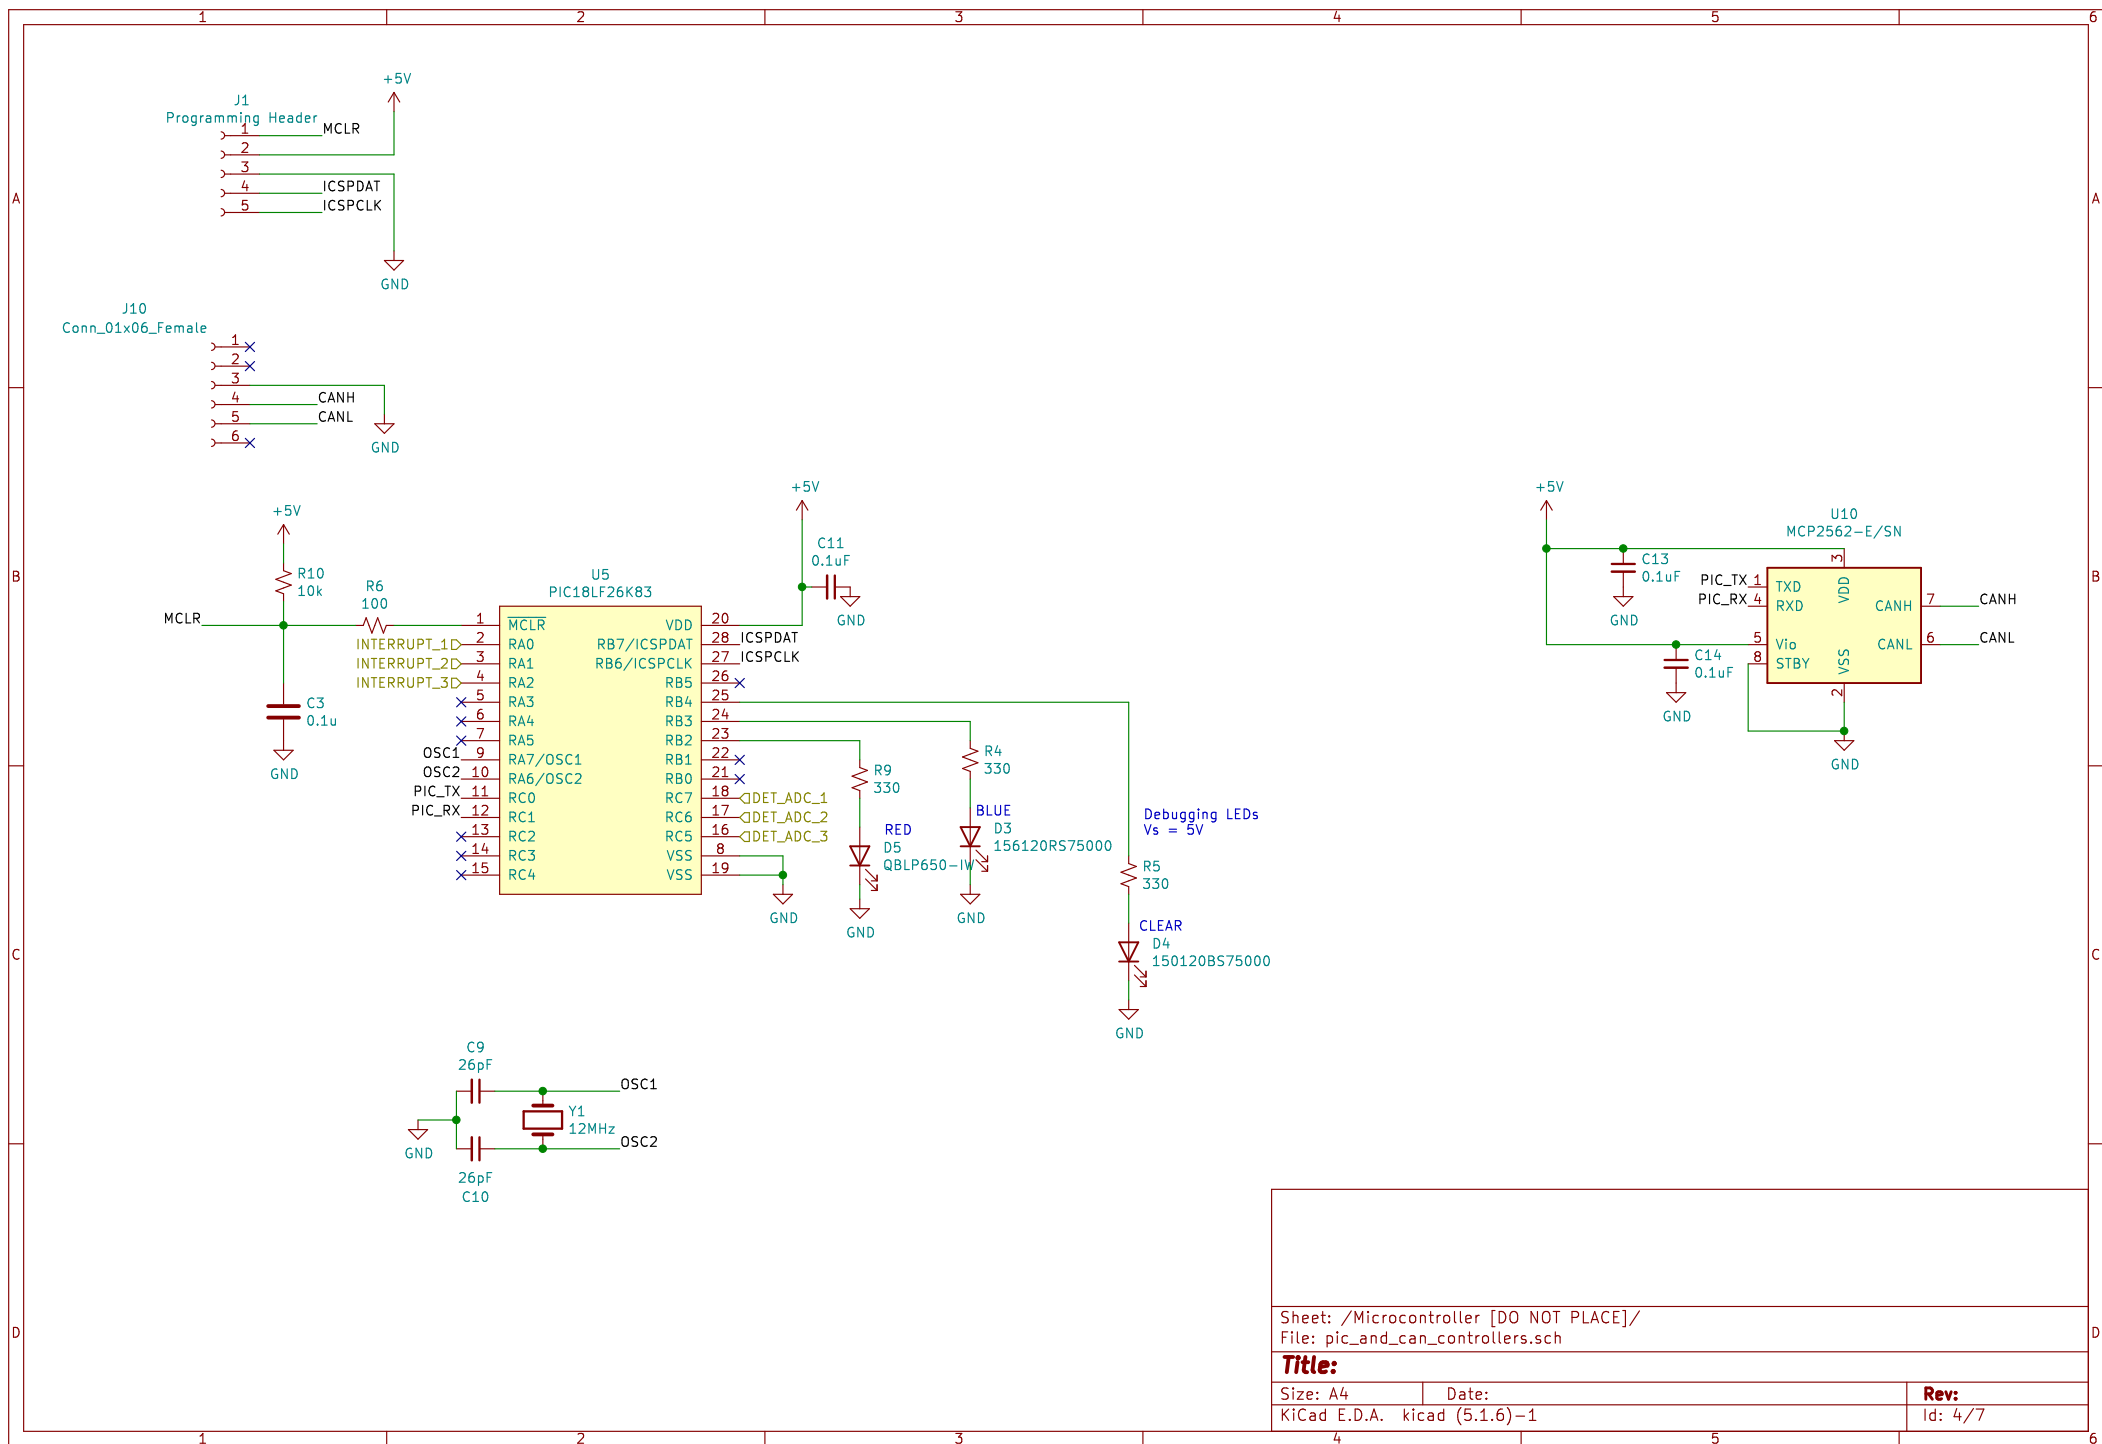 1 2 3 4 5 6
A A
B B
C C
D D
J1
Programming Header
1 MCLR
2
3
4 ICSPDAT
5 ICSPCLK
+5V
GND
J10
Conn_01x06_Female
1
2
3
4 CANH
5 CANL
6
GND
+5V
R10
10k
R6
100
MCLR
C3
0.1u
GND
INTERRUPT_1
INTERRUPT_2
INTERRUPT_3
OSC1
OSC2
PIC_TX
PIC_RX
U5
PIC18LF26K83
1 MCLR
2 RA0
3 RA1
4 RA2
5 RA3
6 RA4
7 RA5
9 RA7/OSC1
10 RA6/OSC2
11 RC0
12 RC1
13 RC2
14 RC3
15 RC4
VDD 20
RB7/ICSPDAT 28 ICSPDAT
RB6/ICSPCLK 27 ICSPCLK
RB5 26
RB4 25
RB3 24
RB2 23
RB1 22
RB0 21
RC7 18 DET_ADC_1
RC6 17 DET_ADC_2
RC5 16 DET_ADC_3
VSS 8
VSS 19
GND
+5V
C11
0.1uF
GND
R9
330
RED
D5
QBLP650-IW
GND
R4
330
BLUE
D3
156120RS75000
GND
Debugging LEDs
Vs = 5V
R5
330
CLEAR
D4
150120BS75000
GND
+5V
C13
0.1uF
GND
C14
0.1uF
GND
U10
MCP2562-E/SN
PIC_TX 1 TXD
PIC_RX 4 RXD
5 Vio
8 STBY
3 VDD
2 VSS
CANH 7 CANH
CANL 6 CANL
GND
C9
26pF
OSC1
Y1
12MHz
OSC2
GND
26pF
C10
Sheet: /Microcontroller [DO NOT PLACE]/
File: pic_and_can_controllers.sch
Title:
Size: A4 Date: Rev:
KiCad E.D.A. kicad (5.1.6)-1 Id: 4/7
1 2 3 4 5 6